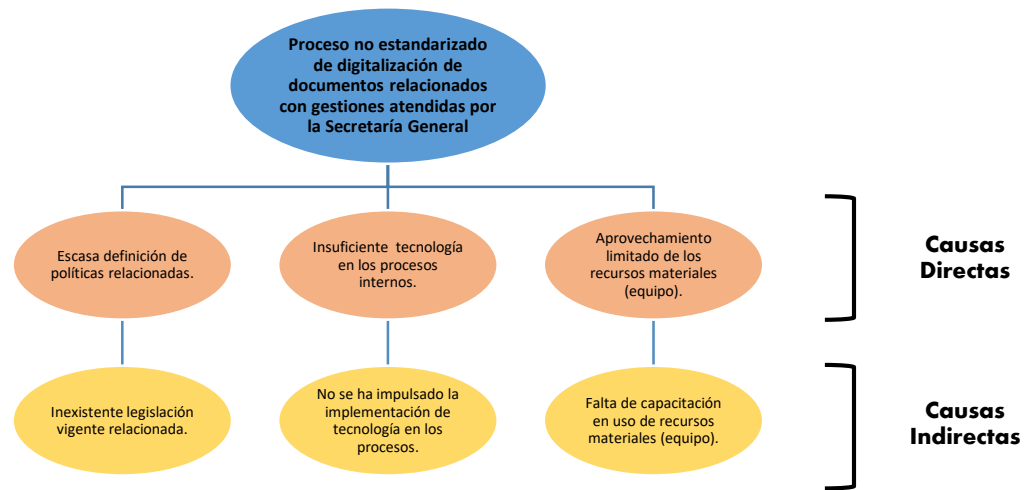 Proceso no estandarizado
de digitalización de
documentos relacionados
con gestiones atendidas por
la Secretaría General
Escasa definición de
políticas relacionadas.
Insuficiente tecnología
en los procesos
internos.
Aprovechamiento
limitado de los
recursos materiales
(equipo).
Causas
Directas
Inexistente legislación
vigente relacionada.
No se ha impulsado la
implementación de
tecnología en los
procesos.
Falta de capacitación
en uso de recursos
materiales (equipo).
Causas
Indirectas